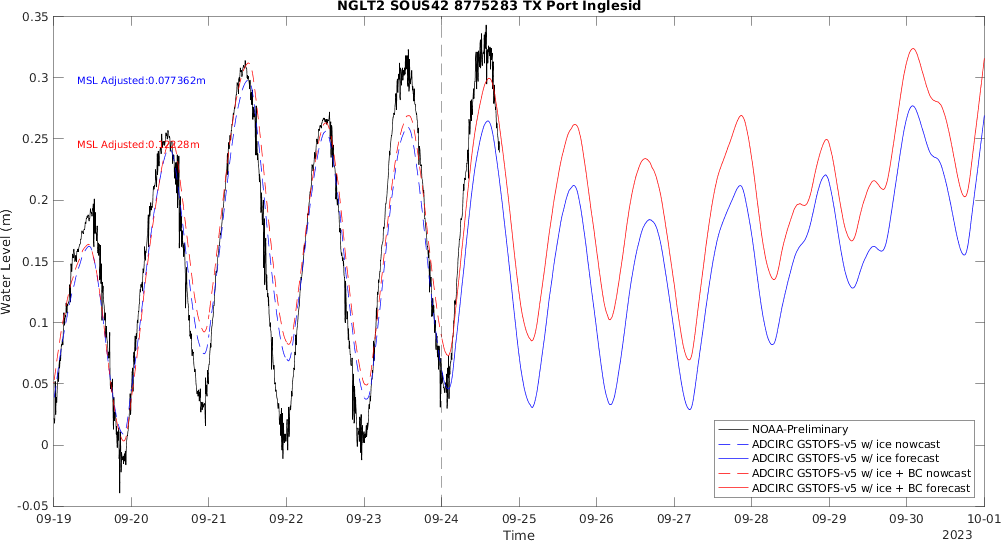 NGLT2 SOUS42 8775283 TX Port Inglesid
0.35
0.3
0.25
0.2
0.15
0.1
0.05
0
-0.05
Water Level (m)
MSL Adjusted:0.077362m
MSL Adjusted:
NOAA-Preliminary
ADCIRC GSTOFS-v5 w/ ice nowcast
ADCIRC GSTOFS-v5 w/ ice forecast
ADCIRC GSTOFS-v5 w/ ice + BC nowcast
ADCIRC GSTOFS-v5 w/ ice + BC forecast
09-19 09-20 09-21 09-22 09-23 09-24 09-25 09-26 09-27 09-28 09-29 09-30 10-01
Time
2023